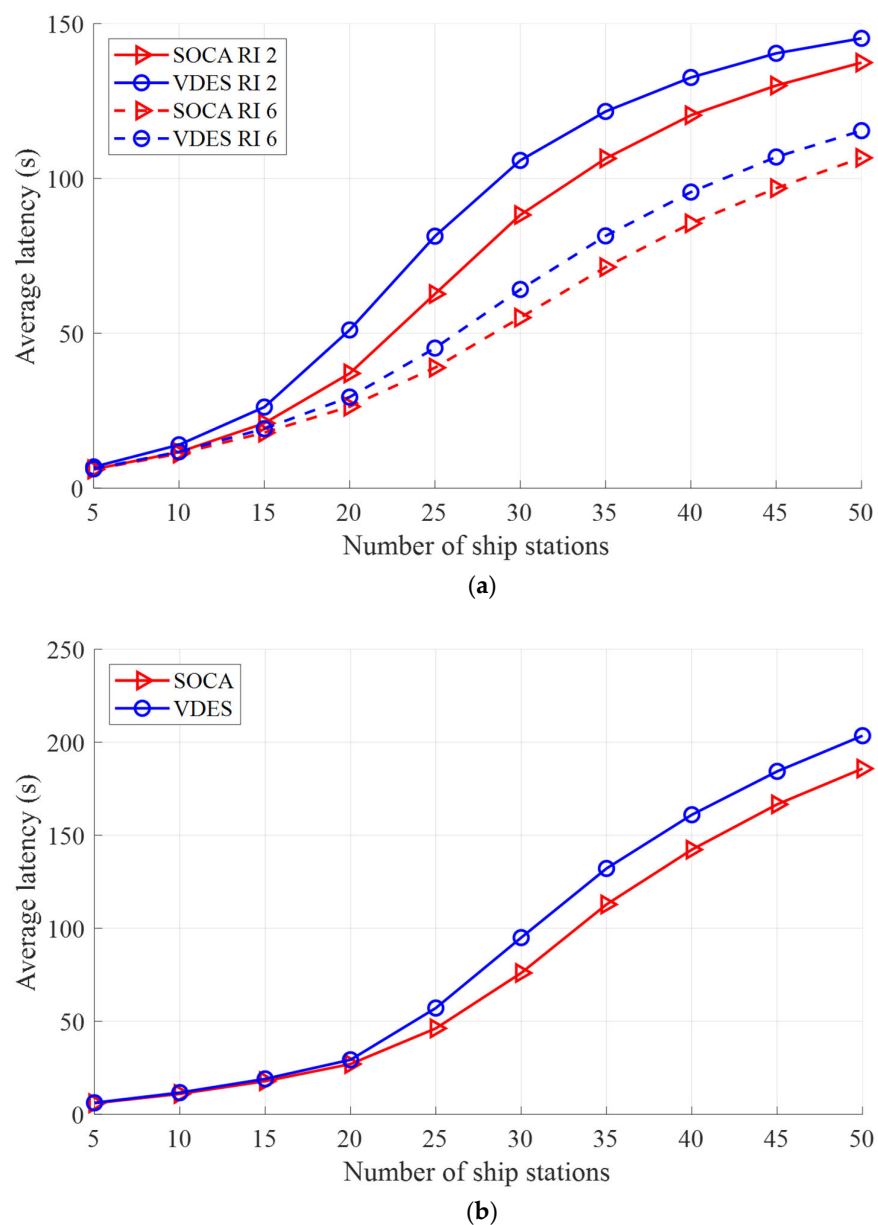 150
100
50
0
Average latency (s)
SOCA RI 2
VDES RI 2
SOCA RI 6
VDES RI 6
5 10 15 20 25 30 35 40 45 50
Number of ship stations
(a)
250
200
150
100
50
0
Average latency (s)
SOCA
VDES
5 10 15 20 25 30 35 40 45 50
Number of ship stations
(b)